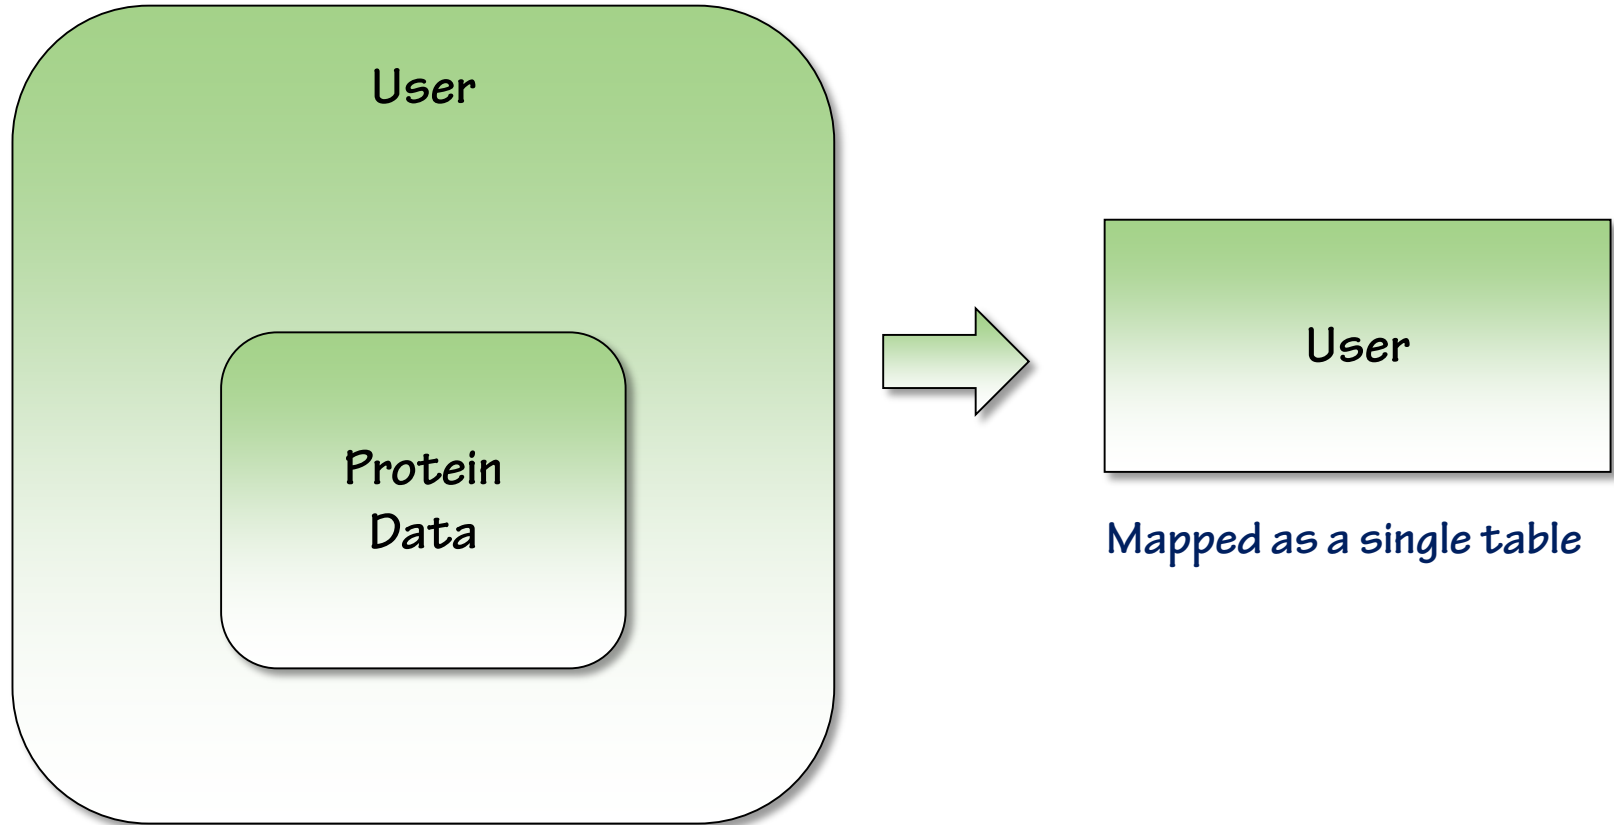 User
Protein
Data
User
Mapped as a single table